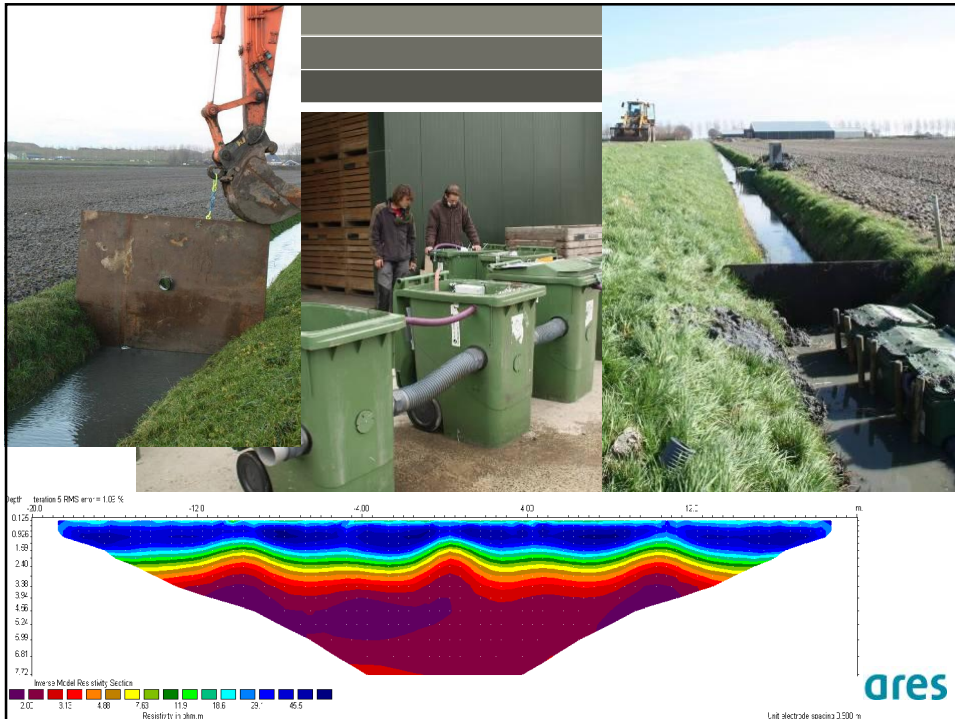 Depth Iteration 5 RMS error = 1.03 %
-20.0 -12.0 -4.00 4.00 12.0 m.
0.125
0.926
1.69
2.40
3.38
3.94
4.56
5.24
5.99
6.81
7.72
Inverse Model Resistivity Section
2.00 3.13 4.88 7.63 11.9 18.6 29.1 45.5
Resistivity in ohm.m
Unit electrode spacing 0.500 m
ares